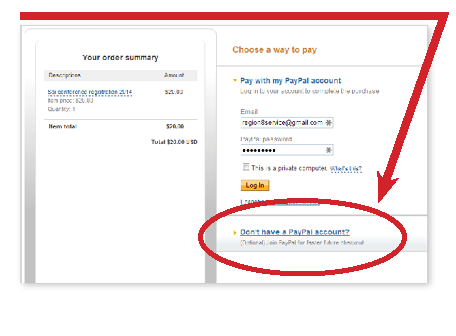 Your order summary
Descriptions Amount
Sai conference registration 2014 $20.00
Item price: $20.00
Quantity: 1
Item total $20.00
Total $20.00 USD
Choose a way to pay
Pay with my PayPal account
Log in to your account to complete the purchase
Email
region8service@gmail.com
PayPal password
•••••••••
This is a private computer. What's this?
Log In
Don't have a PayPal account?
(Optional) Join PayPal for faster future checkout